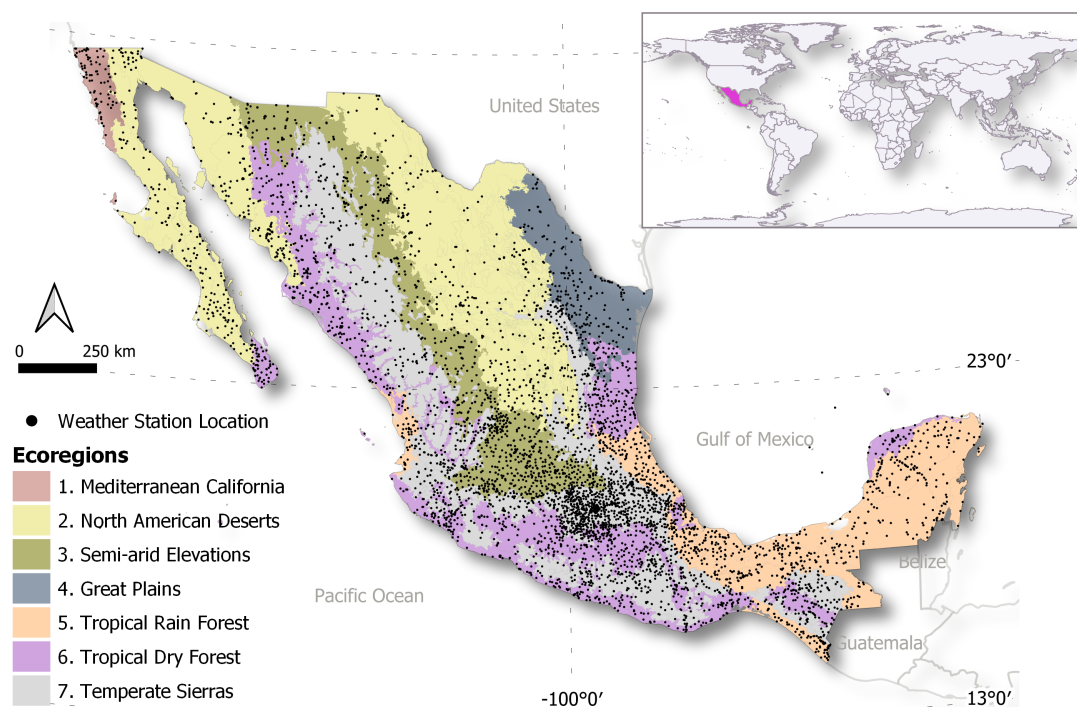 United States
0 250 km
23°0′
Weather Station Location
Gulf of Mexico
Ecoregions
1. Mediterranean California
2. North American Deserts
3. Semi-arid Elevations
4. Great Plains
5. Tropical Rain Forest
6. Tropical Dry Forest
7. Temperate Sierras
Belize
Pacific Ocean
Guatemala
-100°0′
13°0′